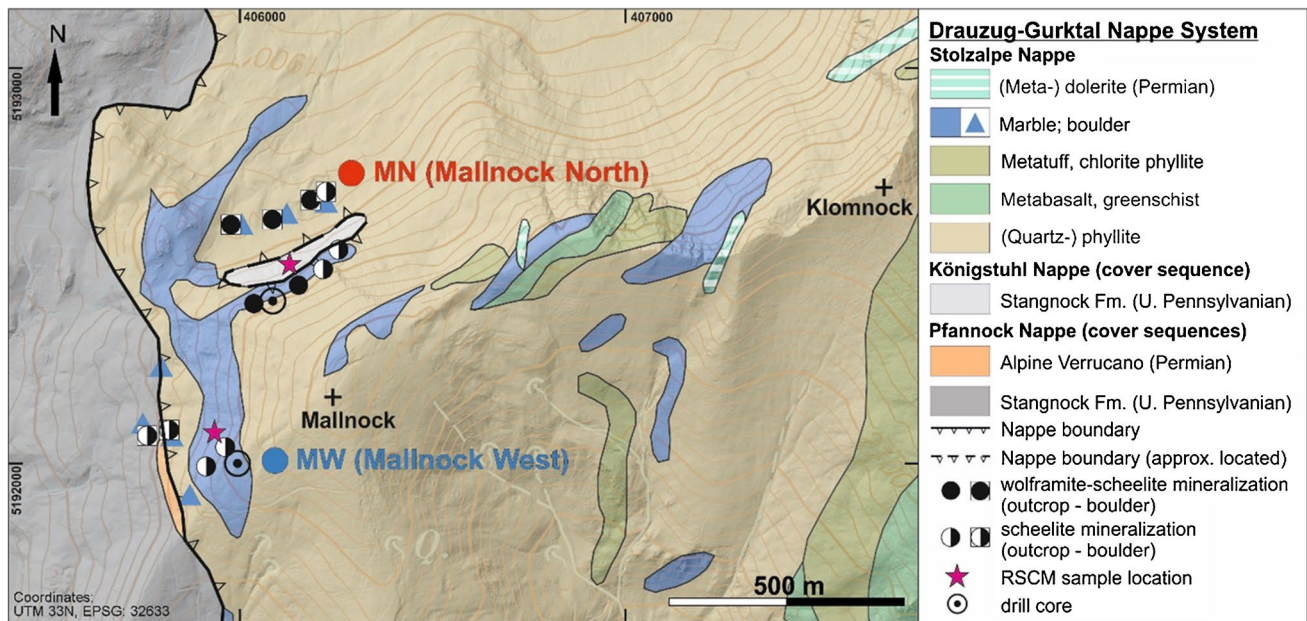 406000
407000
N
5193000
1900
MN (Mallnock North)
Klomnock
Mallnock
MW (Mallnock West)
5192000
Q.
500 m
Coordinates:
UTM 33N, EPSG: 32633
Drauzug-Gurktal Nappe System
Stolzalpe Nappe
(Meta-) dolerite (Permian)
Marble; boulder
Metatuff, chlorite phyllite
Metabasalt, greenschist
(Quartz-) phyllite
Königstuhl Nappe (cover sequence)
Stangnock Fm. (U. Pennsylvanian)
Pfannock Nappe (cover sequences)
Alpine Verrucano (Permian)
Stangnock Fm. (U. Pennsylvanian)
Nappe boundary
Nappe boundary (approx. located)
wolframite-scheelite mineralization
(outcrop - boulder)
scheelite mineralization
(outcrop - boulder)
RSCM sample location
drill core